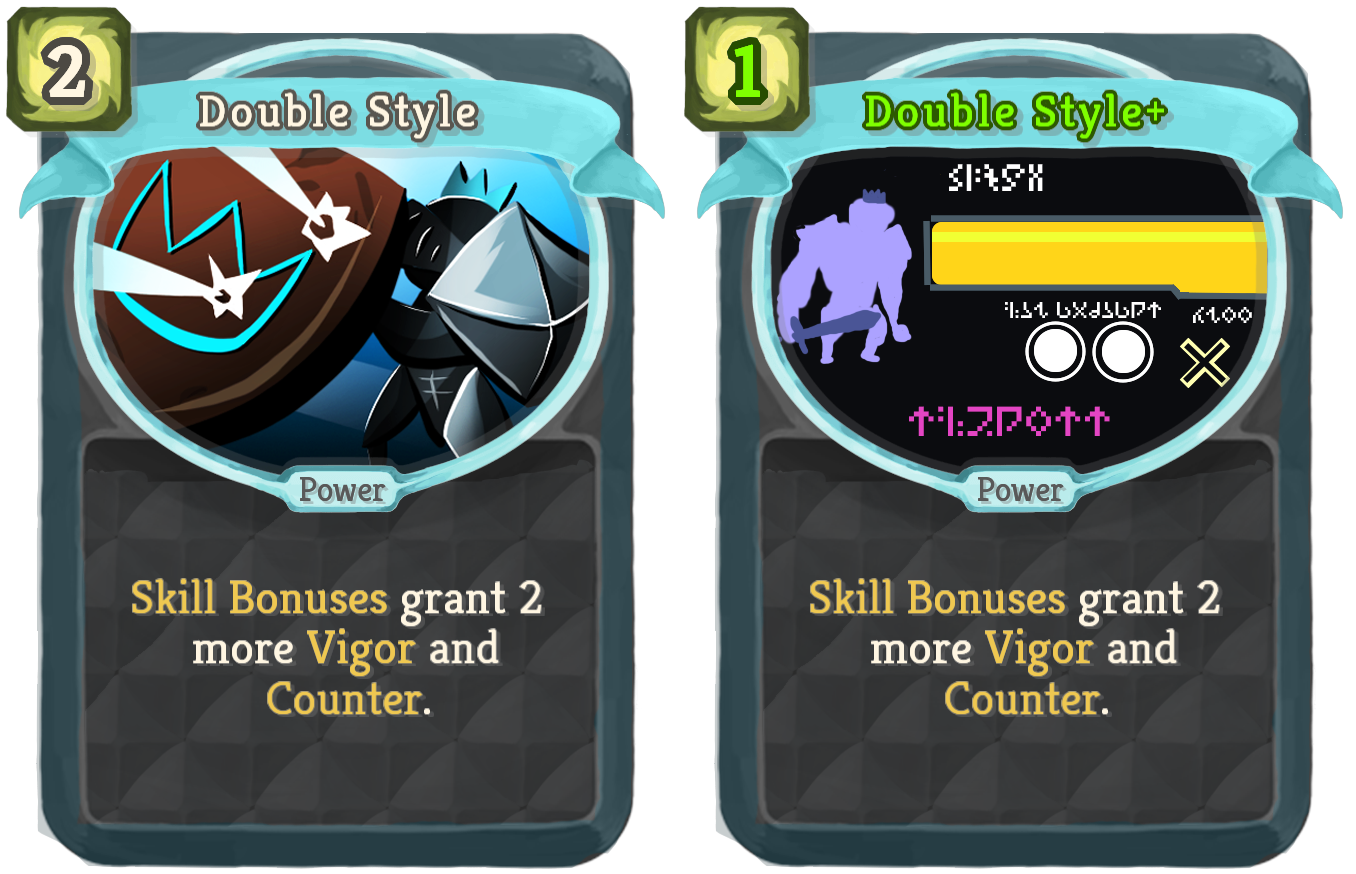 2
Double Style
Power
Skill Bonuses grant 2
more Vigor and
Counter.
1
Double Style+
Power
Skill Bonuses grant 2
more Vigor and
Counter.